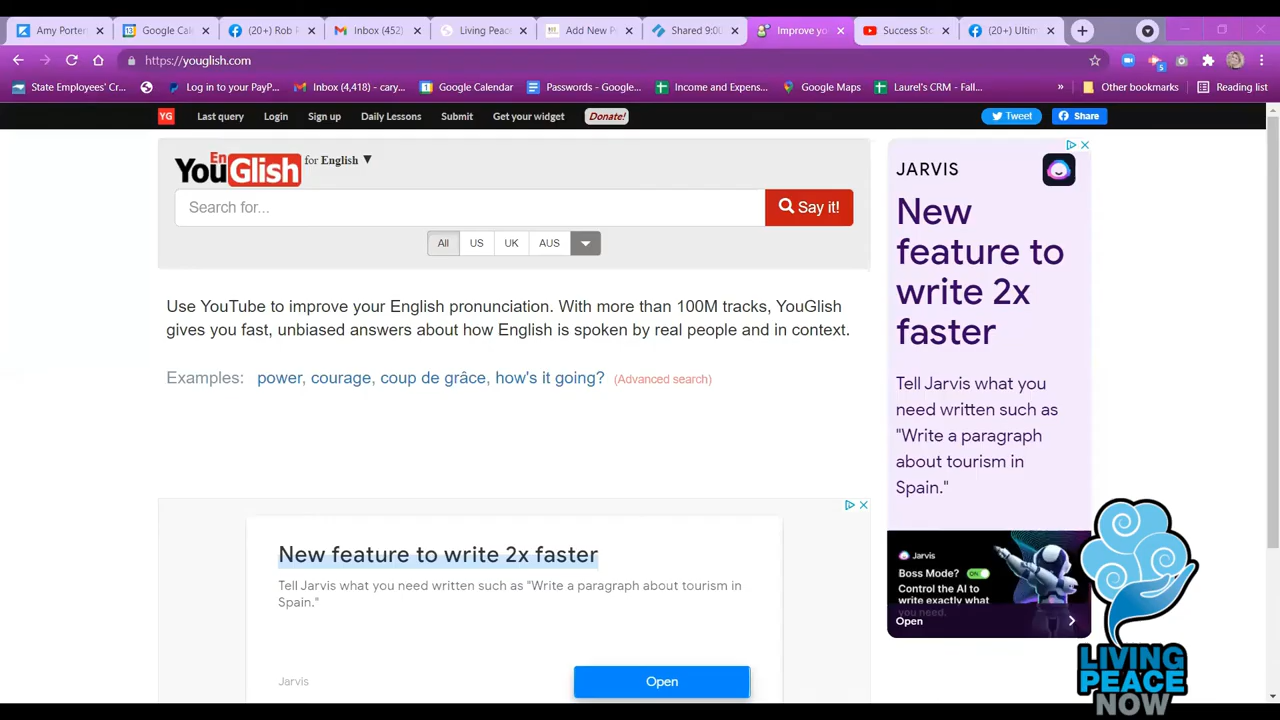 Amy Porter
Google Cal
(20+) Rob
Inbox (452)
Living Peac
Add New P
Shared 9:00
Improve yo
Success Sto
(20+) Ultim
https://youglish.com
State Employees' Cr...
Log in to your PayP...
Inbox (4,418) - cary...
Google Calendar
Passwords - Google...
Income and Expens...
Google Maps
Laurel's CRM - Fall...
»
Other bookmarks
Reading list
YG
Last query
Login
Sign up
Daily Lessons
Submit
Get your widget
Donate!
Tweet
Share
YouGlish
En
for English ▼
Search for...
Say it!
All
US
UK
AUS
Use YouTube to improve your English pronunciation. With more than 100M tracks, YouGlish
gives you fast, unbiased answers about how English is spoken by real people and in context.
Examples: power, courage, coup de grâce, how's it going? (Advanced search)
New feature to write 2x faster
Tell Jarvis what you need written such as "Write a paragraph about tourism in
Spain."
Jarvis
Open
JARVIS
New
feature to
write 2x
faster
Tell Jarvis what you
need written such as
"Write a paragraph
about tourism in
Spain."
Jarvis
Boss Mode? ON
Control the AI to
write exactly what
you need.
Open
LIVING
PEACE
NOW